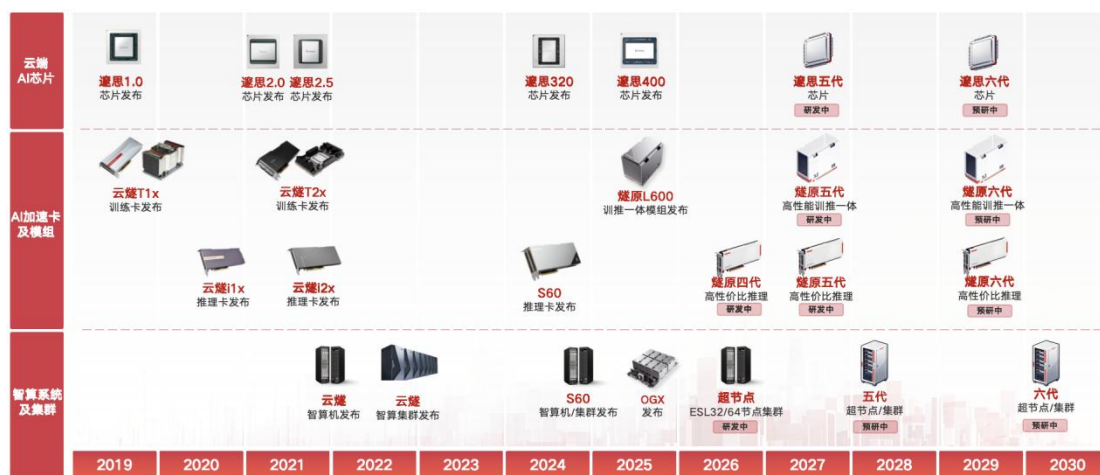 云端
AI芯片
邃思1.0
芯片发布
邃思2.0
芯片发布
邃思2.5
芯片发布
邃思320
芯片发布
邃思400
芯片发布
邃思五代
芯片
研发中
邃思六代
芯片
预研中
AI加速卡
及模组
云燧T1x
训练卡发布
云燧T2x
训练卡发布
燧原L600
训推一体模组发布
燧原五代
高性能训推一体
研发中
燧原六代
高性能训推一体
预研中
云燧i1x
推理卡发布
云燧i2x
推理卡发布
S60
推理卡发布
燧原四代
高性价比推理
研发中
燧原五代
高性价比推理
研发中
燧原六代
高性价比推理
预研中
智算系统
及集群
云燧
智算机发布
云燧
智算集群发布
S60
智算机/集群发布
OGX
发布
超节点
ESL32/64节点集群
研发中
五代
超节点/集群
预研中
六代
超节点/集群
预研中
2019
2020
2021
2022
2023
2024
2025
2026
2027
2028
2029
2030